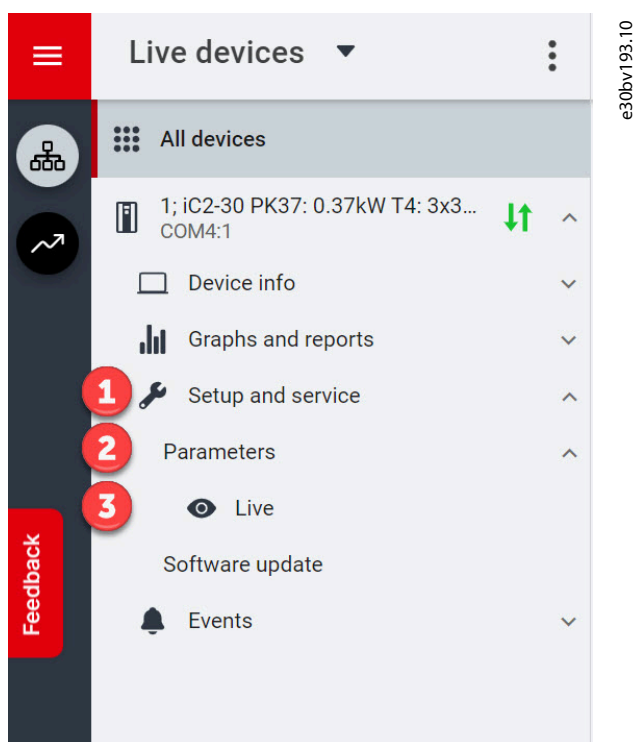 Live devices
e30bv193.10
All devices
1; iC2-30 PK37: 0.37kW T4: 3x3...
COM4:1
Device info
Graphs and reports
1 Setup and service
2 Parameters
3 Live
Software update
Events
Feedback